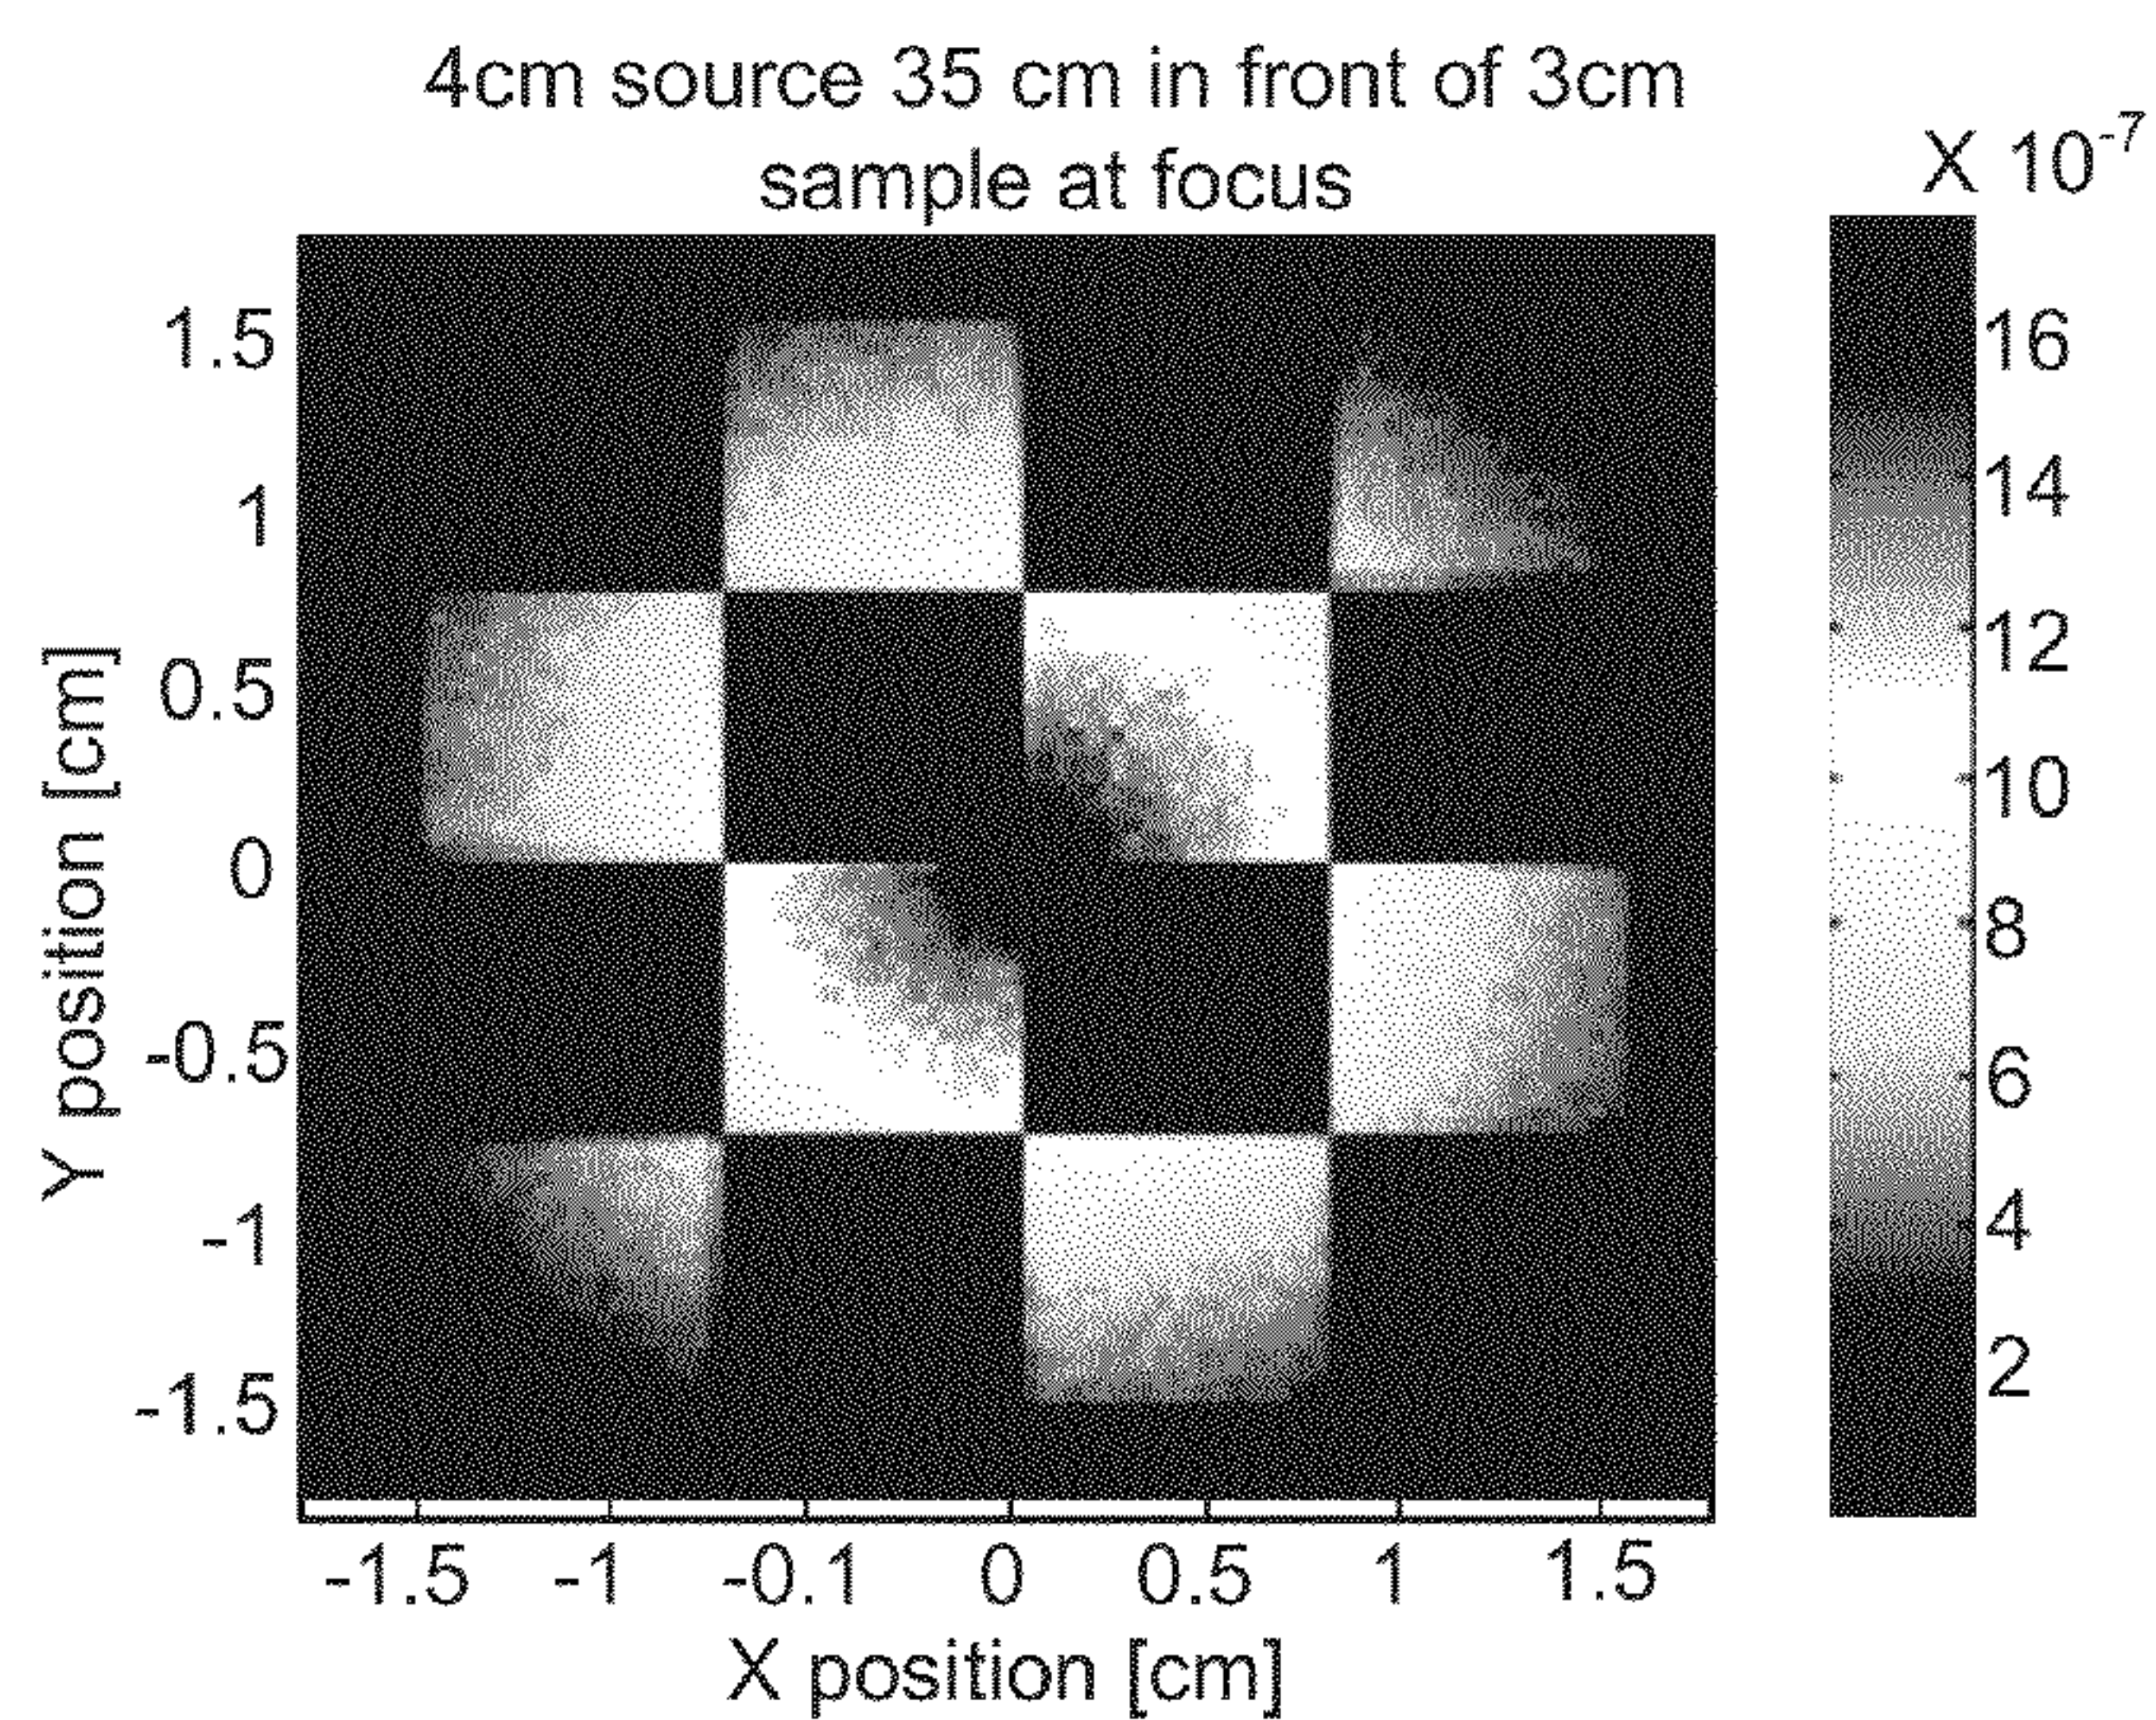 4cm source 35 cm in front of 3cm
sample at focus
X 10-7
1.5
1
0.5
0
-0.5
-1
-1.5
Y position [cm]
16
14
12
10
8
6
4
2
-1.5 -1 -0.1 0 0.5 1 1.5
X position [cm]